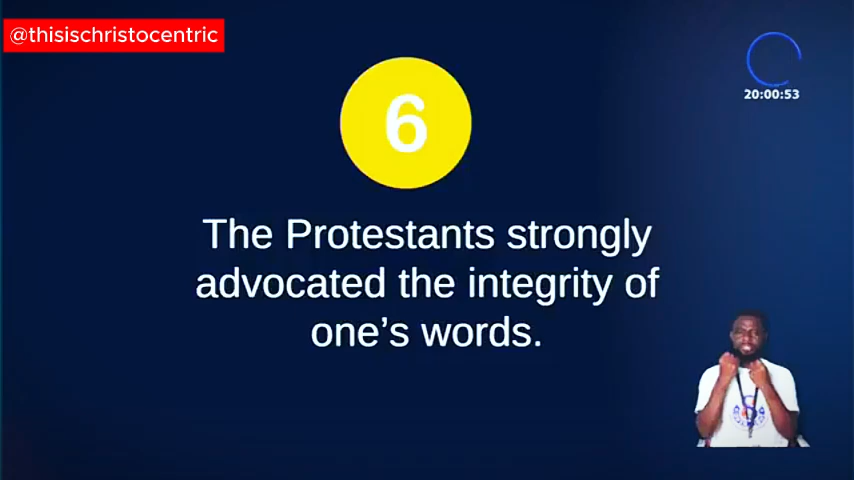 @thisischristocentric
20:00:53
6
The Protestants strongly
advocated the integrity of
one's words.